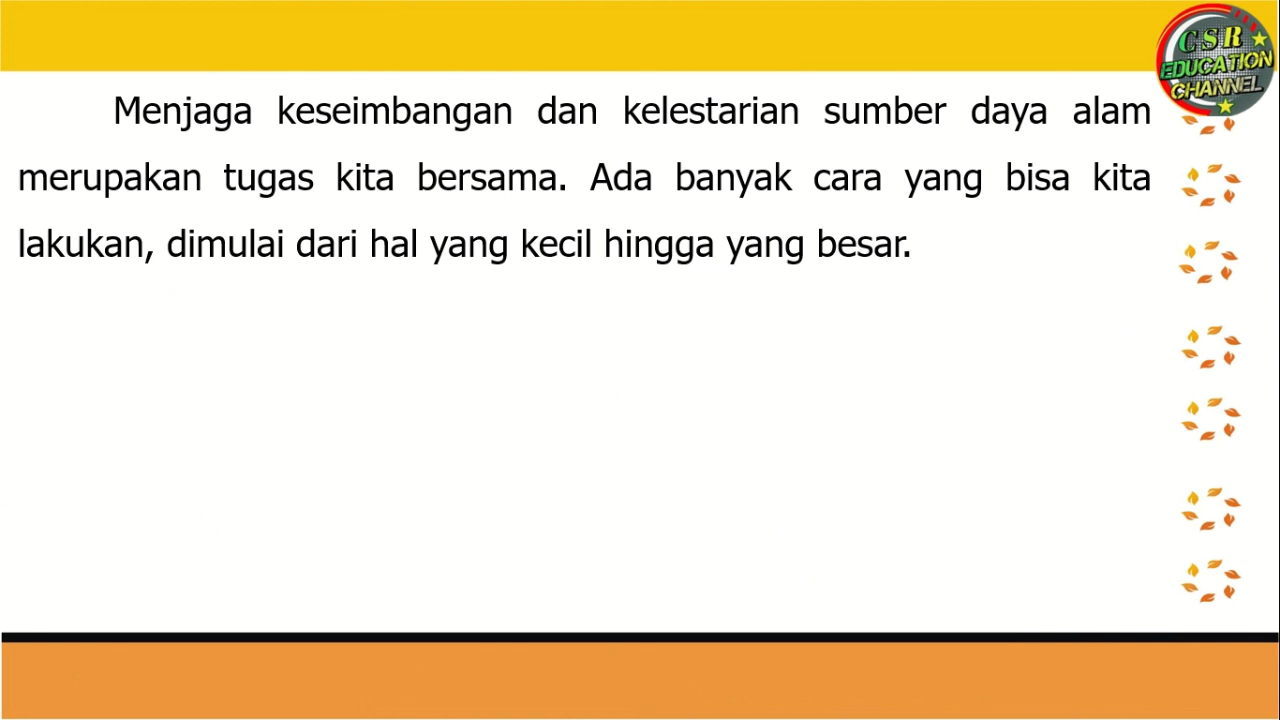 CSR
EDUCATION
CHANNEL
Menjaga keseimbangan dan kelestarian sumber daya alam
merupakan tugas kita bersama. Ada banyak cara yang bisa kita
lakukan, dimulai dari hal yang kecil hingga yang besar.